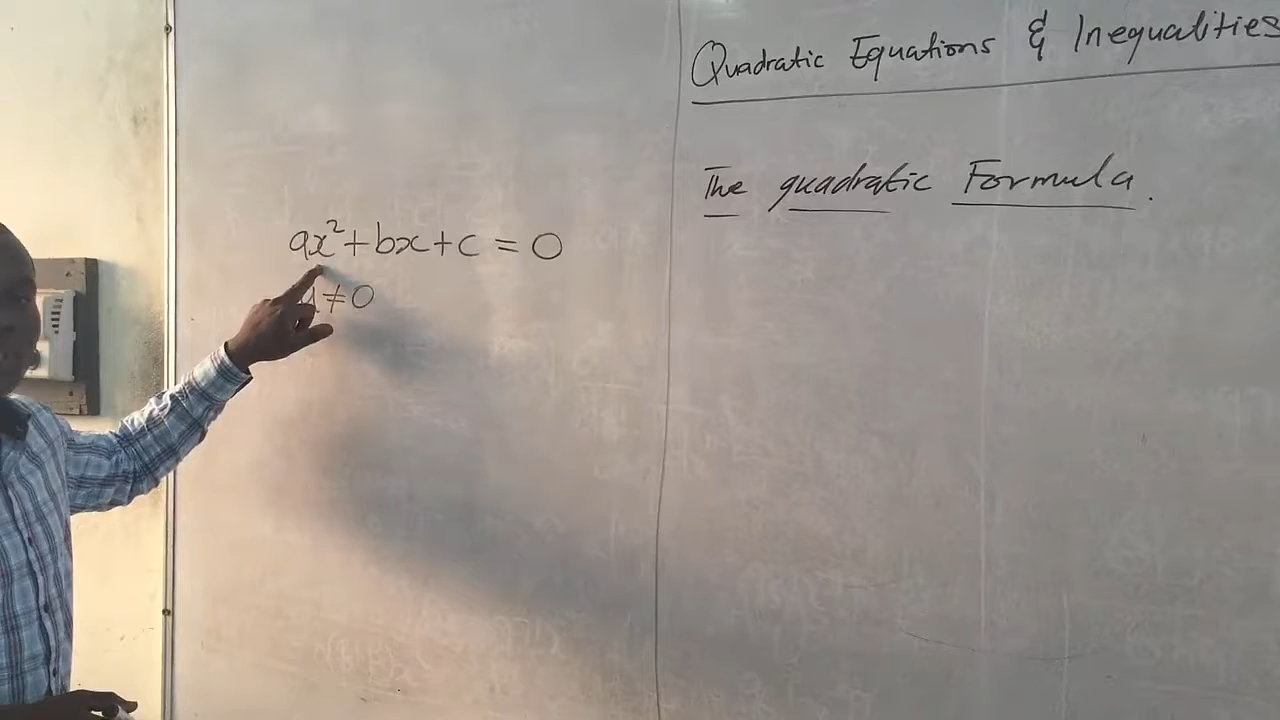 Quadratic Equations & Inequalities
The quadratic Formula.
ax²+bx+c = 0
≠0